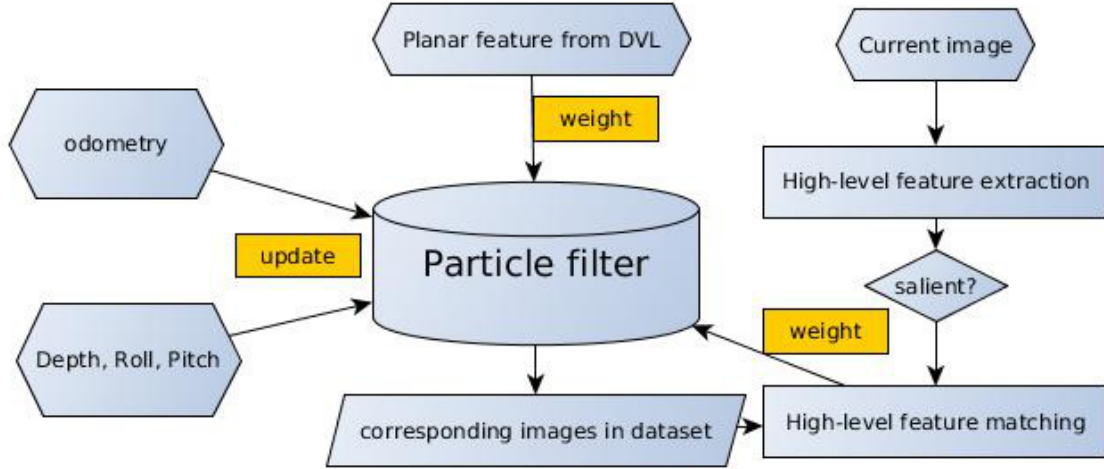 Planar feature from DVL
Current image
weight
odometry
High-level feature extraction
update
Particle filter
salient?
weight
Depth, Roll, Pitch
corresponding images in dataset
High-level feature matching